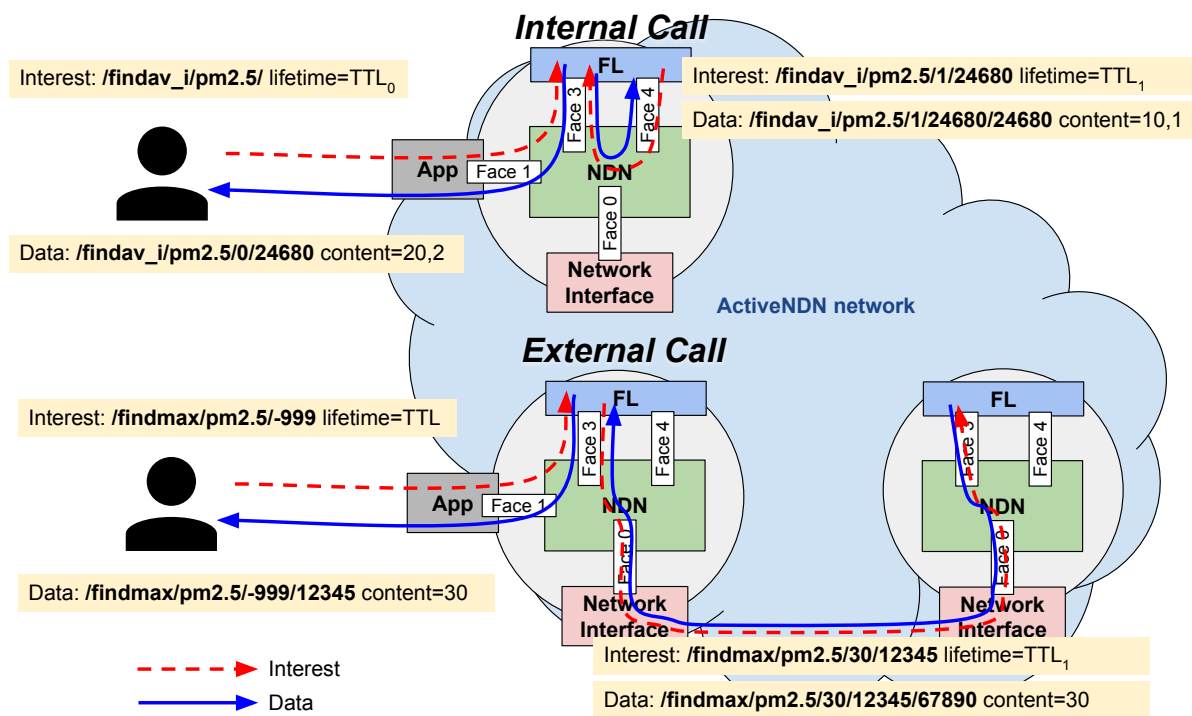 Internal Call
Interest: /findav_i/pm2.5/ lifetime=TTL0
FL
Interest: /findav_i/pm2.5/1/24680 lifetime=TTL1
Face 3
Face 4
Data: /findav_i/pm2.5/1/24680/24680 content=10,1
App
Face 1
NDN
Face 0
Data: /findav_i/pm2.5/0/24680 content=20,2
Network
Interface
ActiveNDN network
External Call
FL
FL
Interest: /findmax/pm2.5/-999 lifetime=TTL
Face 3
Face 4
Face 3
Face 4
App
Face 1
NDN
NDN
Face 0
Face 0
Data: /findmax/pm2.5/-999/12345 content=30
Network
Interface
Network
Interface
Interest: /findmax/pm2.5/30/12345 lifetime=TTL1
Interest
Data: /findmax/pm2.5/30/12345/67890 content=30
Data